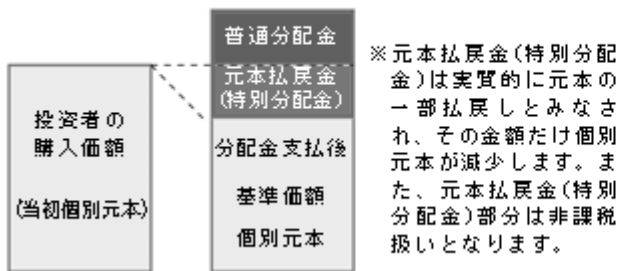 投資者の
購入価額
(当初個別元本)
普通分配金
元本払戻金
(特別分配金)
分配金支払後
基準価額
個別元本
※元本払戻金(特別分配
金)は実質的に元本の
一部払戻しとみなさ
れ、その金額だけ個別
元本が減少します。ま
た、元本払戻金(特別
分配金)部分は非課税
扱いとなります。